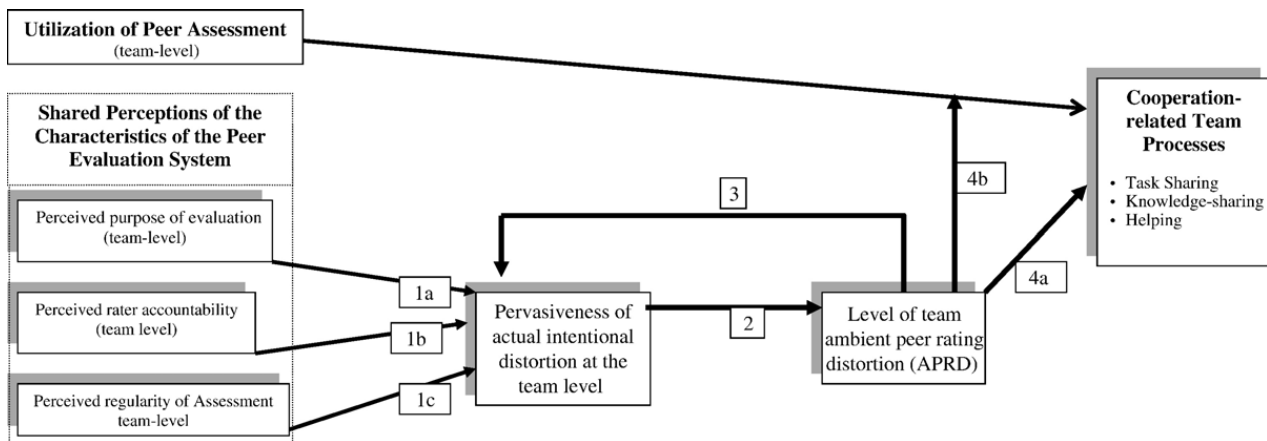 Utilization of Peer Assessment
(team-level)
Shared Perceptions of the
Characteristics of the Peer
Evaluation System
Perceived purpose of evaluation
(team-level)
Perceived rater accountability
(team level)
Perceived regularity of Assessment
team-level
1a
1b
1c
Pervasiveness of
actual intentional
distortion at the
team level
2
3
Level of team
ambient peer rating
distortion (APRD)
4b
4a
Cooperation-
related Team
Processes
• Task Sharing
• Knowledge-sharing
• Helping